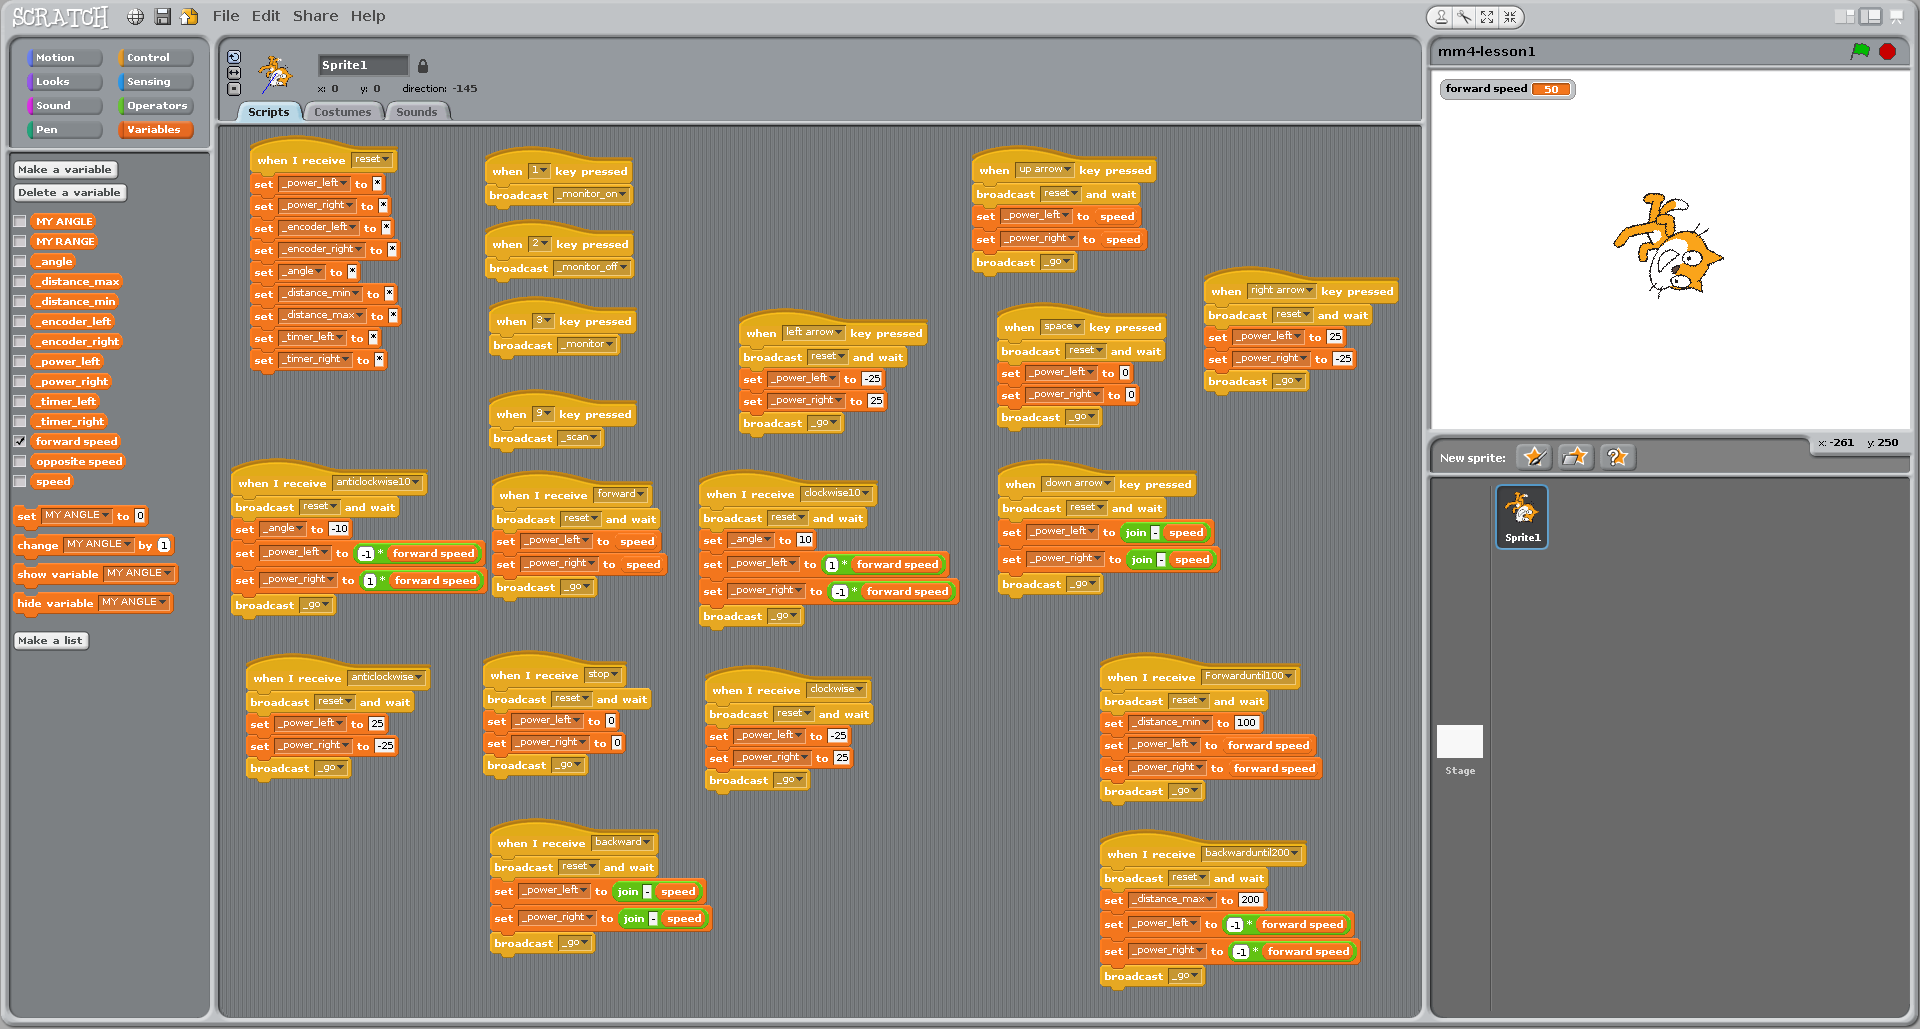 SCRATCH File Edit Share Help
Motion Control
Looks Sensing
Sound Operators
Pen Variables
Make a variable
Delete a variable
MY ANGLE
MY RANGE
_angle
_distance_max
_distance_min
_encoder_left
_encoder_right
_power_left
_power_right
_timer_left
_timer_right
forward speed
opposite speed
speed
set MY ANGLE to 0
change MY ANGLE by 1
show variable MY ANGLE
hide variable MY ANGLE
Make a list
Sprite1
x: 0 y: 0 direction: -145
Scripts Costumes Sounds
when I receive reset
set _power_left to *
set _power_right to *
set _encoder_left to *
set _encoder_right to *
set _angle to *
set _distance_min to *
set _distance_max to *
set _timer_left to *
set _timer_right to *
when 1 key pressed
broadcast _monitor_on
when 2 key pressed
broadcast _monitor_off
when 3 key pressed
broadcast _monitor
when 9 key pressed
broadcast _scan
when left arrow key pressed
broadcast reset and wait
set _power_left to -25
set _power_right to 25
broadcast _go
when up arrow key pressed
broadcast reset and wait
set _power_left to speed
set _power_right to speed
broadcast _go
when space key pressed
broadcast reset and wait
set _power_left to 0
set _power_right to 0
broadcast _go
when right arrow key pressed
broadcast reset and wait
set _power_left to 25
set _power_right to -25
broadcast _go
when I receive anticlockwise10
broadcast reset and wait
set _angle to -10
set _power_left to -1 * forward speed
set _power_right to 1 * forward speed
broadcast _go
when I receive forward
broadcast reset and wait
set _power_left to speed
set _power_right to speed
broadcast _go
when I receive clockwise10
broadcast reset and wait
set _angle to 10
set _power_left to 1 * forward speed
set _power_right to -1 * forward speed
broadcast _go
when down arrow key pressed
broadcast reset and wait
set _power_left to join - speed
set _power_right to join - speed
broadcast _go
when I receive anticlockwise
broadcast reset and wait
set _power_left to 25
set _power_right to -25
broadcast _go
when I receive stop
broadcast reset and wait
set _power_left to 0
set _power_right to 0
broadcast _go
when I receive clockwise
broadcast reset and wait
set _power_left to -25
set _power_right to 25
broadcast _go
when I receive Forwarduntil100
broadcast reset and wait
set _distance_min to 100
set _power_left to forward speed
set _power_right to forward speed
broadcast _go
when I receive backward
broadcast reset and wait
set _power_left to join - speed
set _power_right to join - speed
broadcast _go
when I receive backwarduntil200
broadcast reset and wait
set _distance_max to 200
set _power_left to -1 * forward speed
set _power_right to -1 * forward speed
broadcast _go
mm4-lesson1
forward speed 50
x: -261 y: 250
New sprite:
Sprite1
Stage